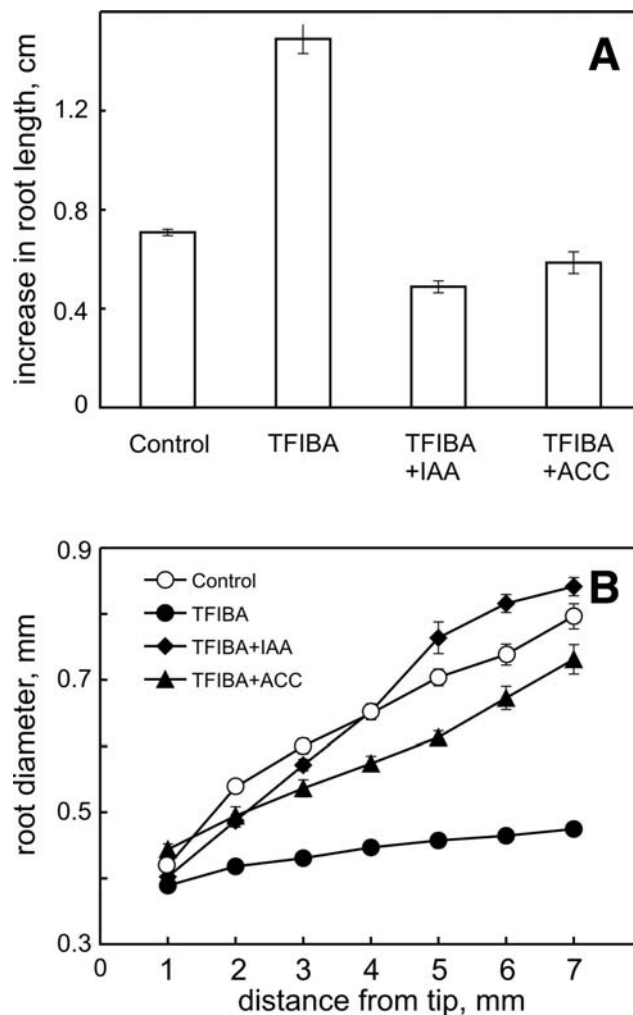 A
increase in root length, cm
1.2
0.8
0.4
0
Control
TFIBA
TFIBA
+IAA
TFIBA
+ACC
B
root diameter, mm
0.9
0.7
0.5
0.3
Control
TFIBA
TFIBA+IAA
TFIBA+ACC
0 1 2 3 4 5 6 7
distance from tip, mm